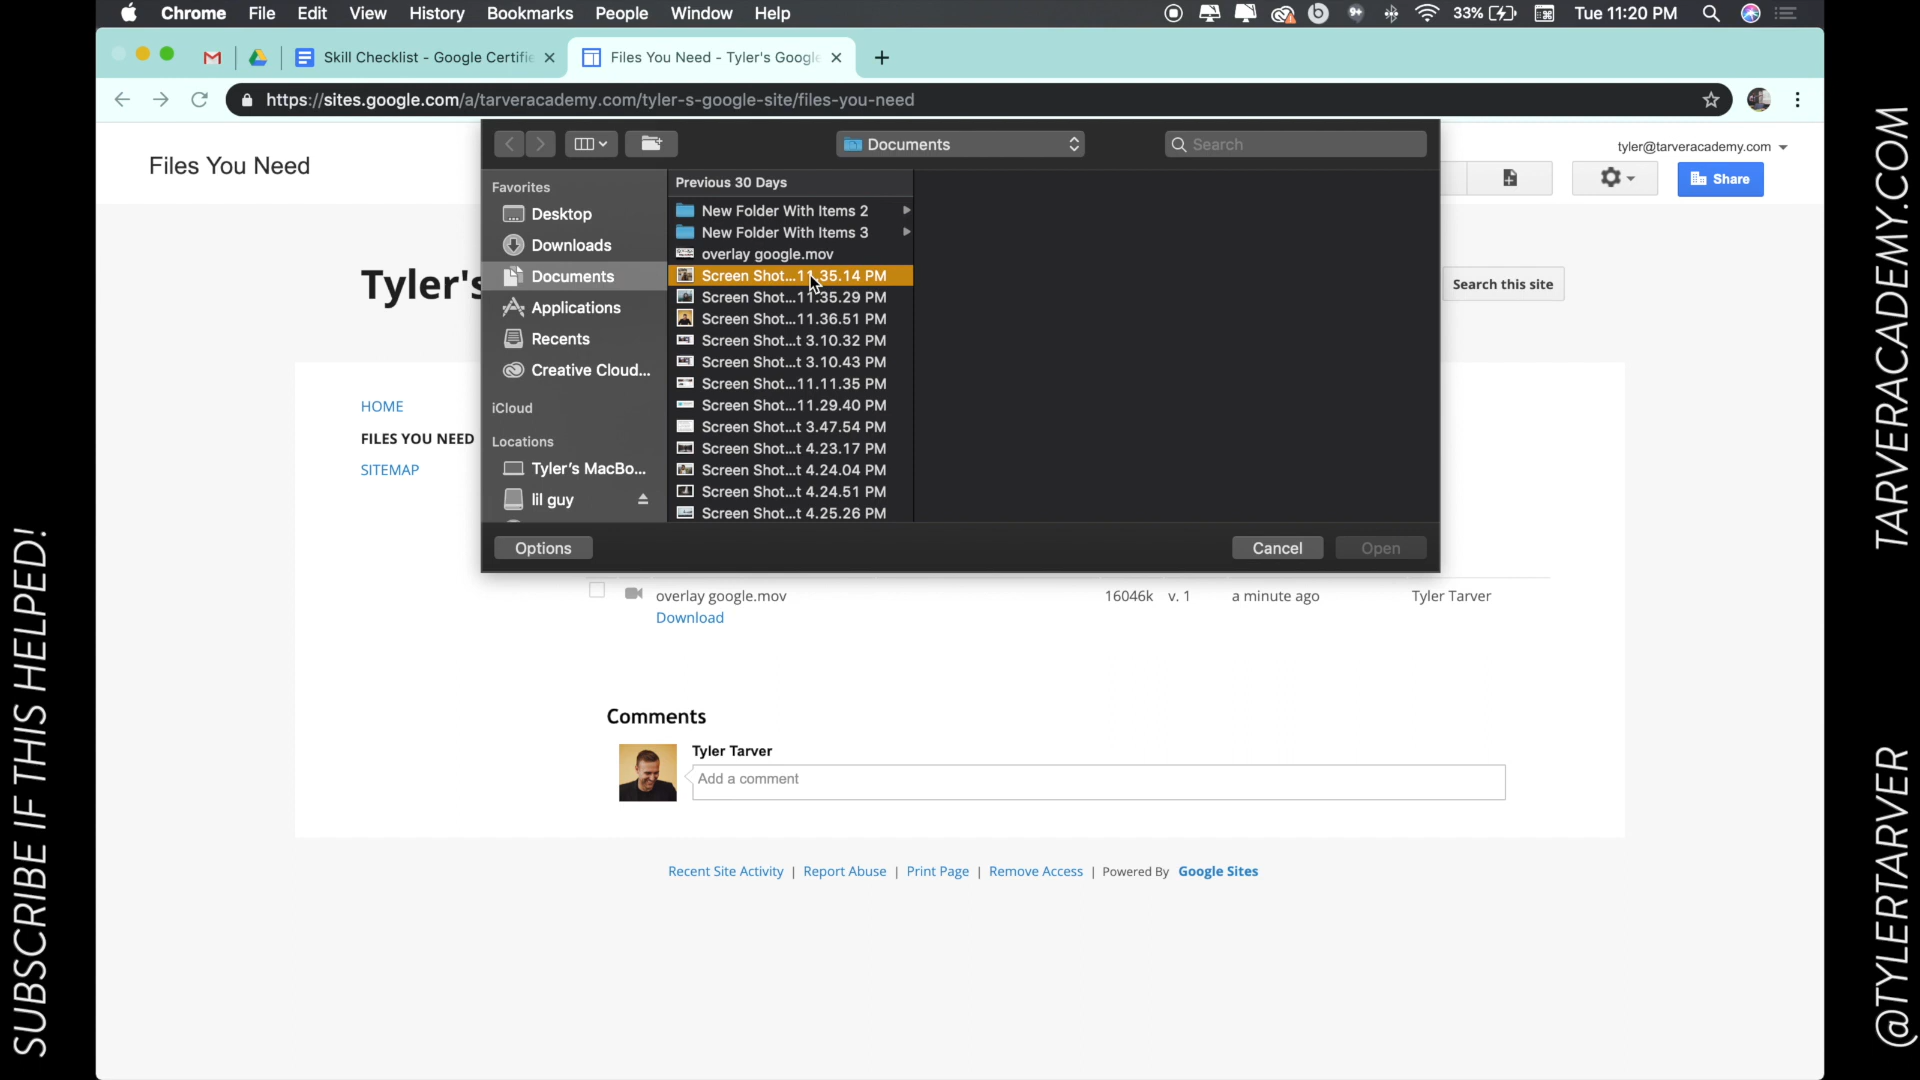 Chrome File Edit View History Bookmarks People Window Help
33% Tue 11:20 PM
Skill Checklist - Google Certifie
Files You Need - Tyler's Google
https://sites.google.com/a/tarveracademy.com/tyler-s-google-site/files-you-need
Files You Need
tyler@tarveracademy.com
Share
Tyler's
Search this site
HOME
FILES YOU NEED
SITEMAP
Documents
Search
Favorites
Desktop
Downloads
Documents
Applications
Recents
Creative Cloud...
iCloud
Locations
Tyler's MacBo...
lil guy
Previous 30 Days
New Folder With Items 2
New Folder With Items 3
overlay google.mov
Screen Shot...11.35.14 PM
Screen Shot...11.35.29 PM
Screen Shot...11.36.51 PM
Screen Shot...t 3.10.32 PM
Screen Shot...t 3.10.43 PM
Screen Shot...11.11.35 PM
Screen Shot...11.29.40 PM
Screen Shot...t 3.47.54 PM
Screen Shot...t 4.23.17 PM
Screen Shot...t 4.24.04 PM
Screen Shot...t 4.24.51 PM
Screen Shot...t 4.25.26 PM
Options
Cancel
Open
overlay google.mov 16046k v. 1 a minute ago Tyler Tarver
Download
Comments
Tyler Tarver
Add a comment
Recent Site Activity | Report Abuse | Print Page | Remove Access | Powered By Google Sites
SUBSCRIBE IF THIS HELPED!
TARVERACADEMY.COM
@TYLERTARVER